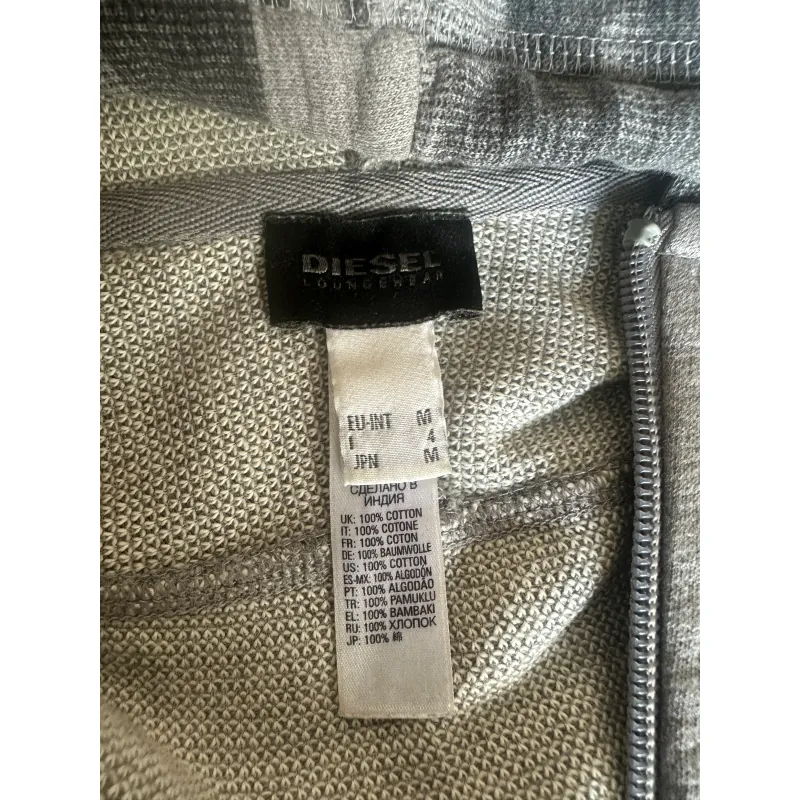 DIESEL
LOUNGEWEAR
EU-INT M
I 4
JPN M
СДЕЛАНО В
ИНДИЯ
UK: 100% COTTON
IT: 100% COTONE
FR: 100% COTON
DE: 100% BAUMWOLLE
US: 100% COTTON
ES-MX: 100% ALGODÓN
PT: 100% ALGODÃO
TR: 100% PAMUKLU
EL: 100% BAMBAKI
RU: 100% ХЛОПОК
JP: 100% 綿